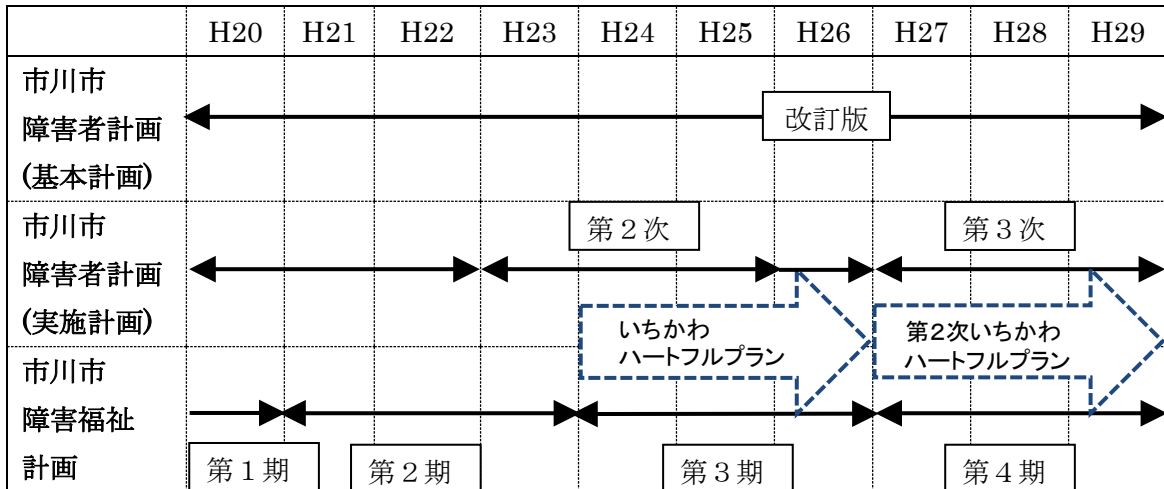 H20 H21 H22 H23 H24 H25 H26 H27 H28 H29
市川市
障害者計画
(基本計画)
改訂版
市川市
障害者計画
(実施計画)
第２次
第３次
いちかわ
ハートフルプラン
第2次いちかわ
ハートフルプラン
市川市
障害福祉
計画
第１期
第２期
第３期
第４期